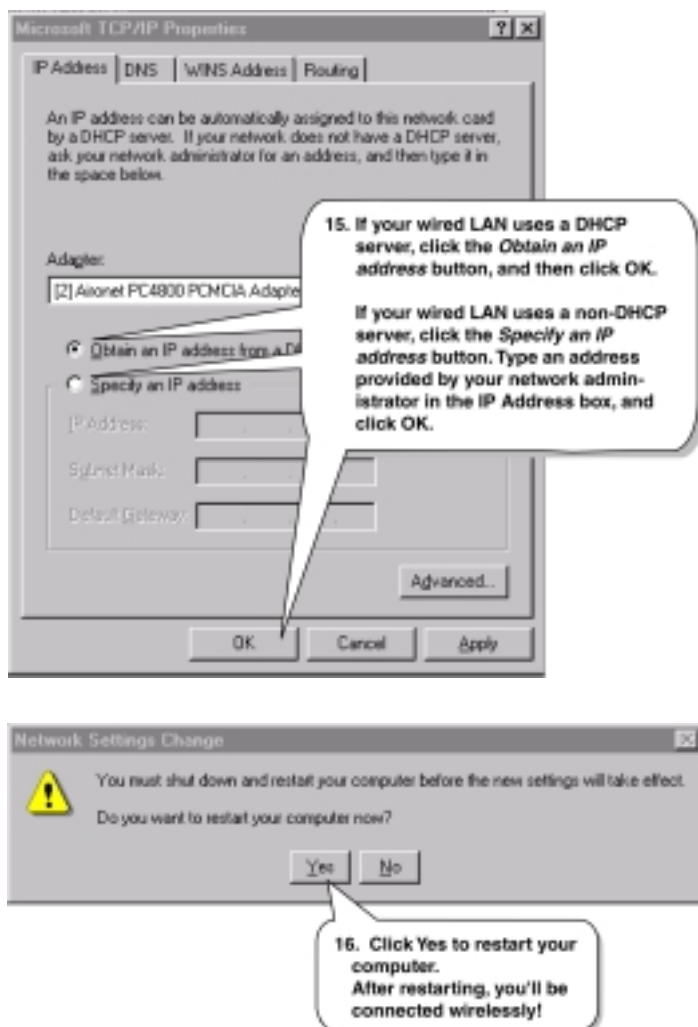 Microsoft TCP/IP Properties
IP Address DNS WINS Address Routing
An IP address can be automatically assigned to this network card
by a DHCP server. If your network does not have a DHCP server,
ask your network administrator for an address, and then type it in
the space below.
Adapter:
[2] Aironet PC4800 PCMCIA Adapte
Obtain an IP address from a D
Specify an IP address
IP Address:
Subnet Mask:
Default Gateway:
Advanced...
OK Cancel Apply
15. If your wired LAN uses a DHCP
server, click the Obtain an IP
address button, and then click OK.
If your wired LAN uses a non-DHCP
server, click the Specify an IP
address button. Type an address
provided by your network admin-
istrator in the IP Address box, and
click OK.
Network Settings Change
You must shut down and restart your computer before the new settings will take effect.
Do you want to restart your computer now?
Yes No
16. Click Yes to restart your
computer.
After restarting, you'll be
connected wirelessly!